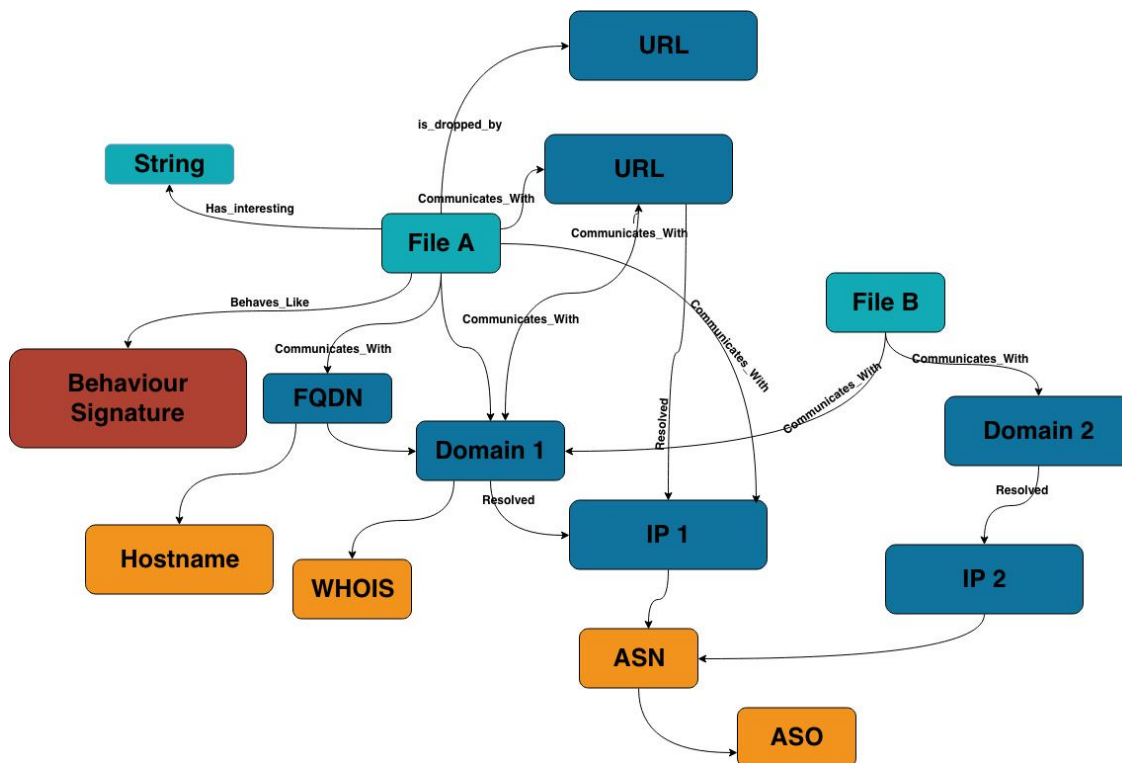 URL
is_dropped_by
URL
String
Communicates_With
Has_interesting
Communicates_With
File A
File B
Behaves_Like
Communicates_With
Communicates_With
Communicates_With
Communicates_With
Behaviour
Signature
FQDN
Communicates_With
Domain 1
Resolved
Domain 2
Resolved
Resolved
IP 1
Hostname
WHOIS
IP 2
ASN
ASO